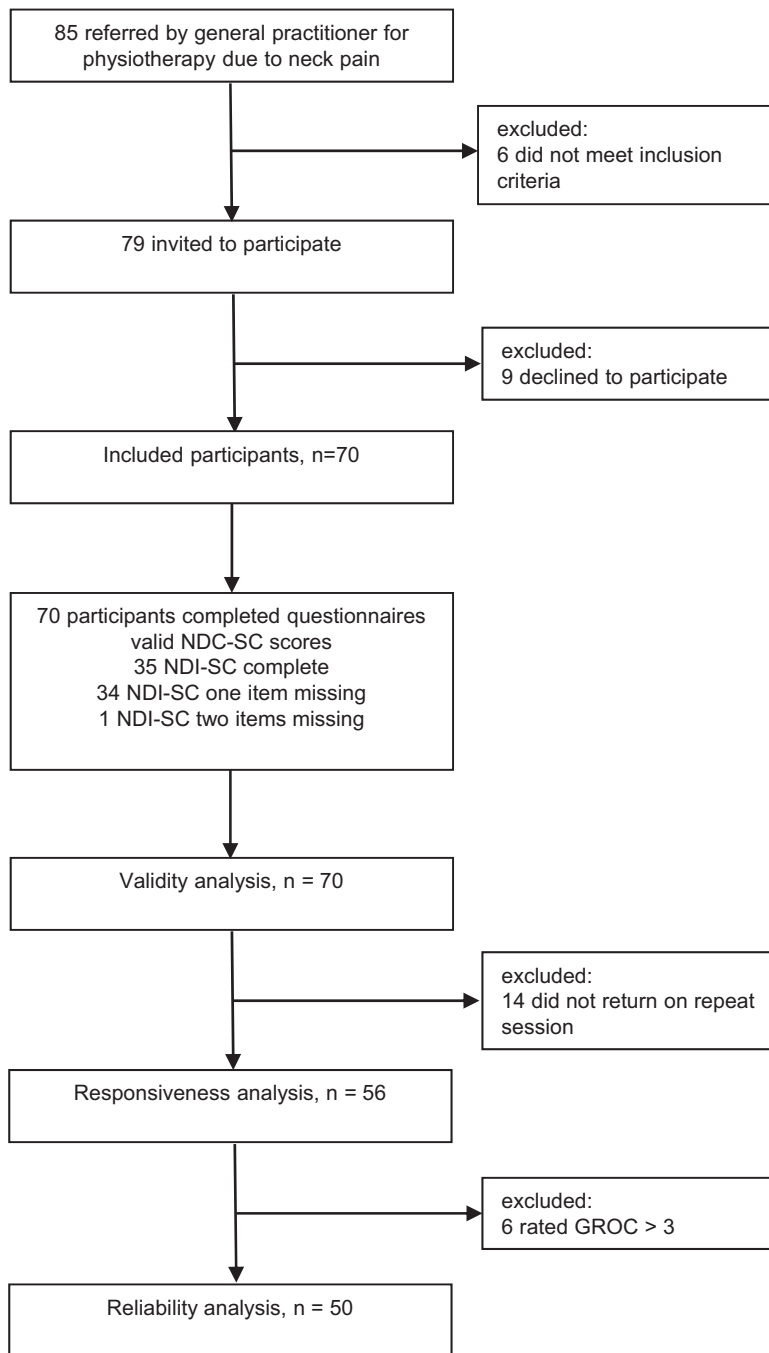 85 referred by general practitioner for
physiotherapy due to neck pain
excluded:
6 did not meet inclusion
criteria
79 invited to participate
excluded:
9 declined to participate
Included participants, n=70
70 participants completed questionnaires
valid NDC-SC scores
35 NDI-SC complete
34 NDI-SC one item missing
1 NDI-SC two items missing
Validity analysis, n = 70
excluded:
14 did not return on repeat
session
Responsiveness analysis, n = 56
excluded:
6 rated GROC > 3
Reliability analysis, n = 50